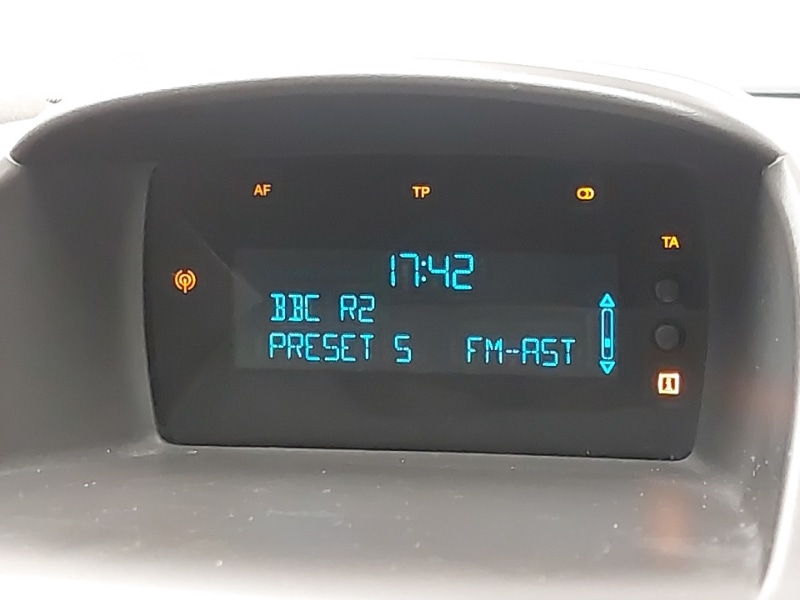 AF TP
TA
17:42
BBC R2
PRESET 5 FM-AST